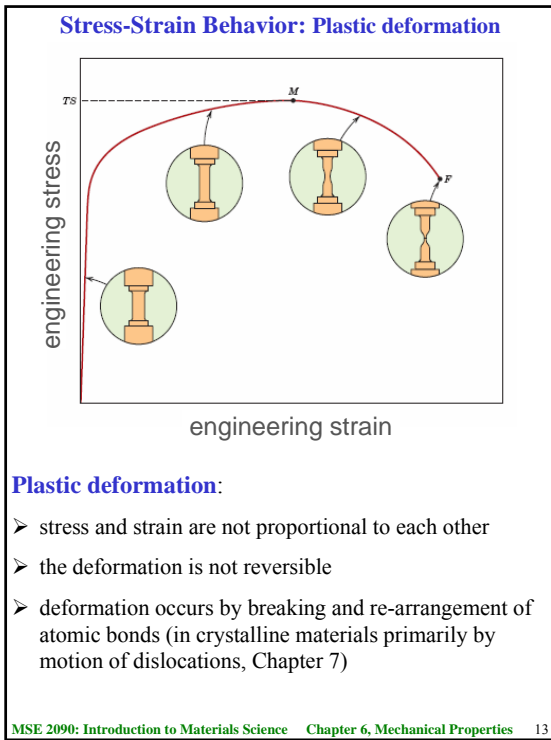 Stress-Strain Behavior: Plastic deformation
TS
M
F
engineering stress
engineering strain
Plastic deformation:
➢ stress and strain are not proportional to each other
➢ the deformation is not reversible
➢ deformation occurs by breaking and re-arrangement of
atomic bonds (in crystalline materials primarily by
motion of dislocations, Chapter 7)
MSE 2090: Introduction to Materials Science Chapter 6, Mechanical Properties 13